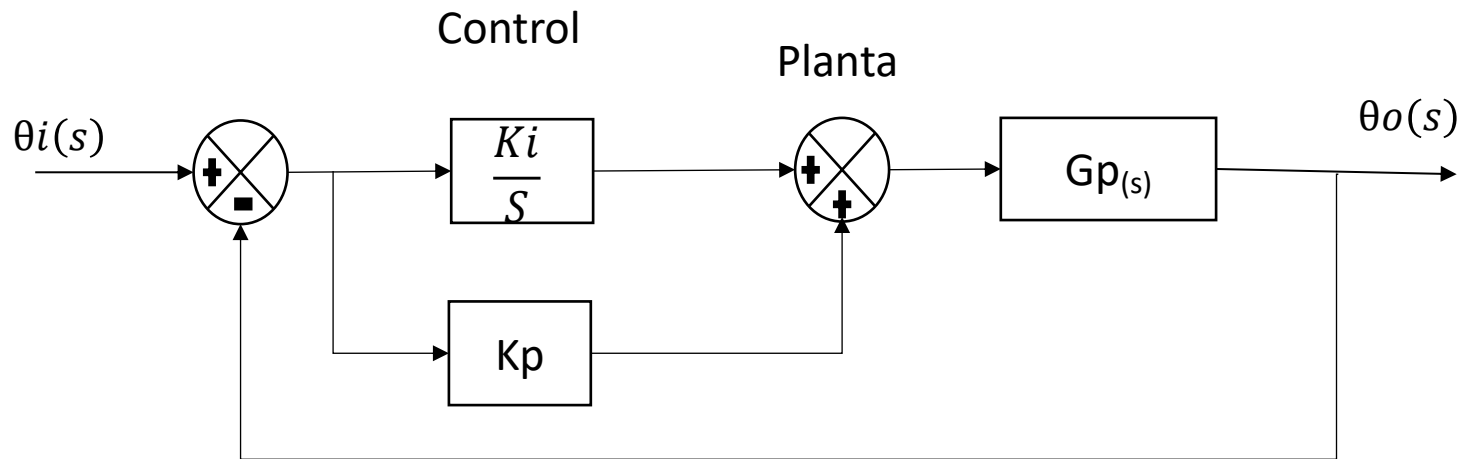 Control
Planta
θi(s)
+
-
Ki
S
+
+
Gp(s)
θo(s)
Kp